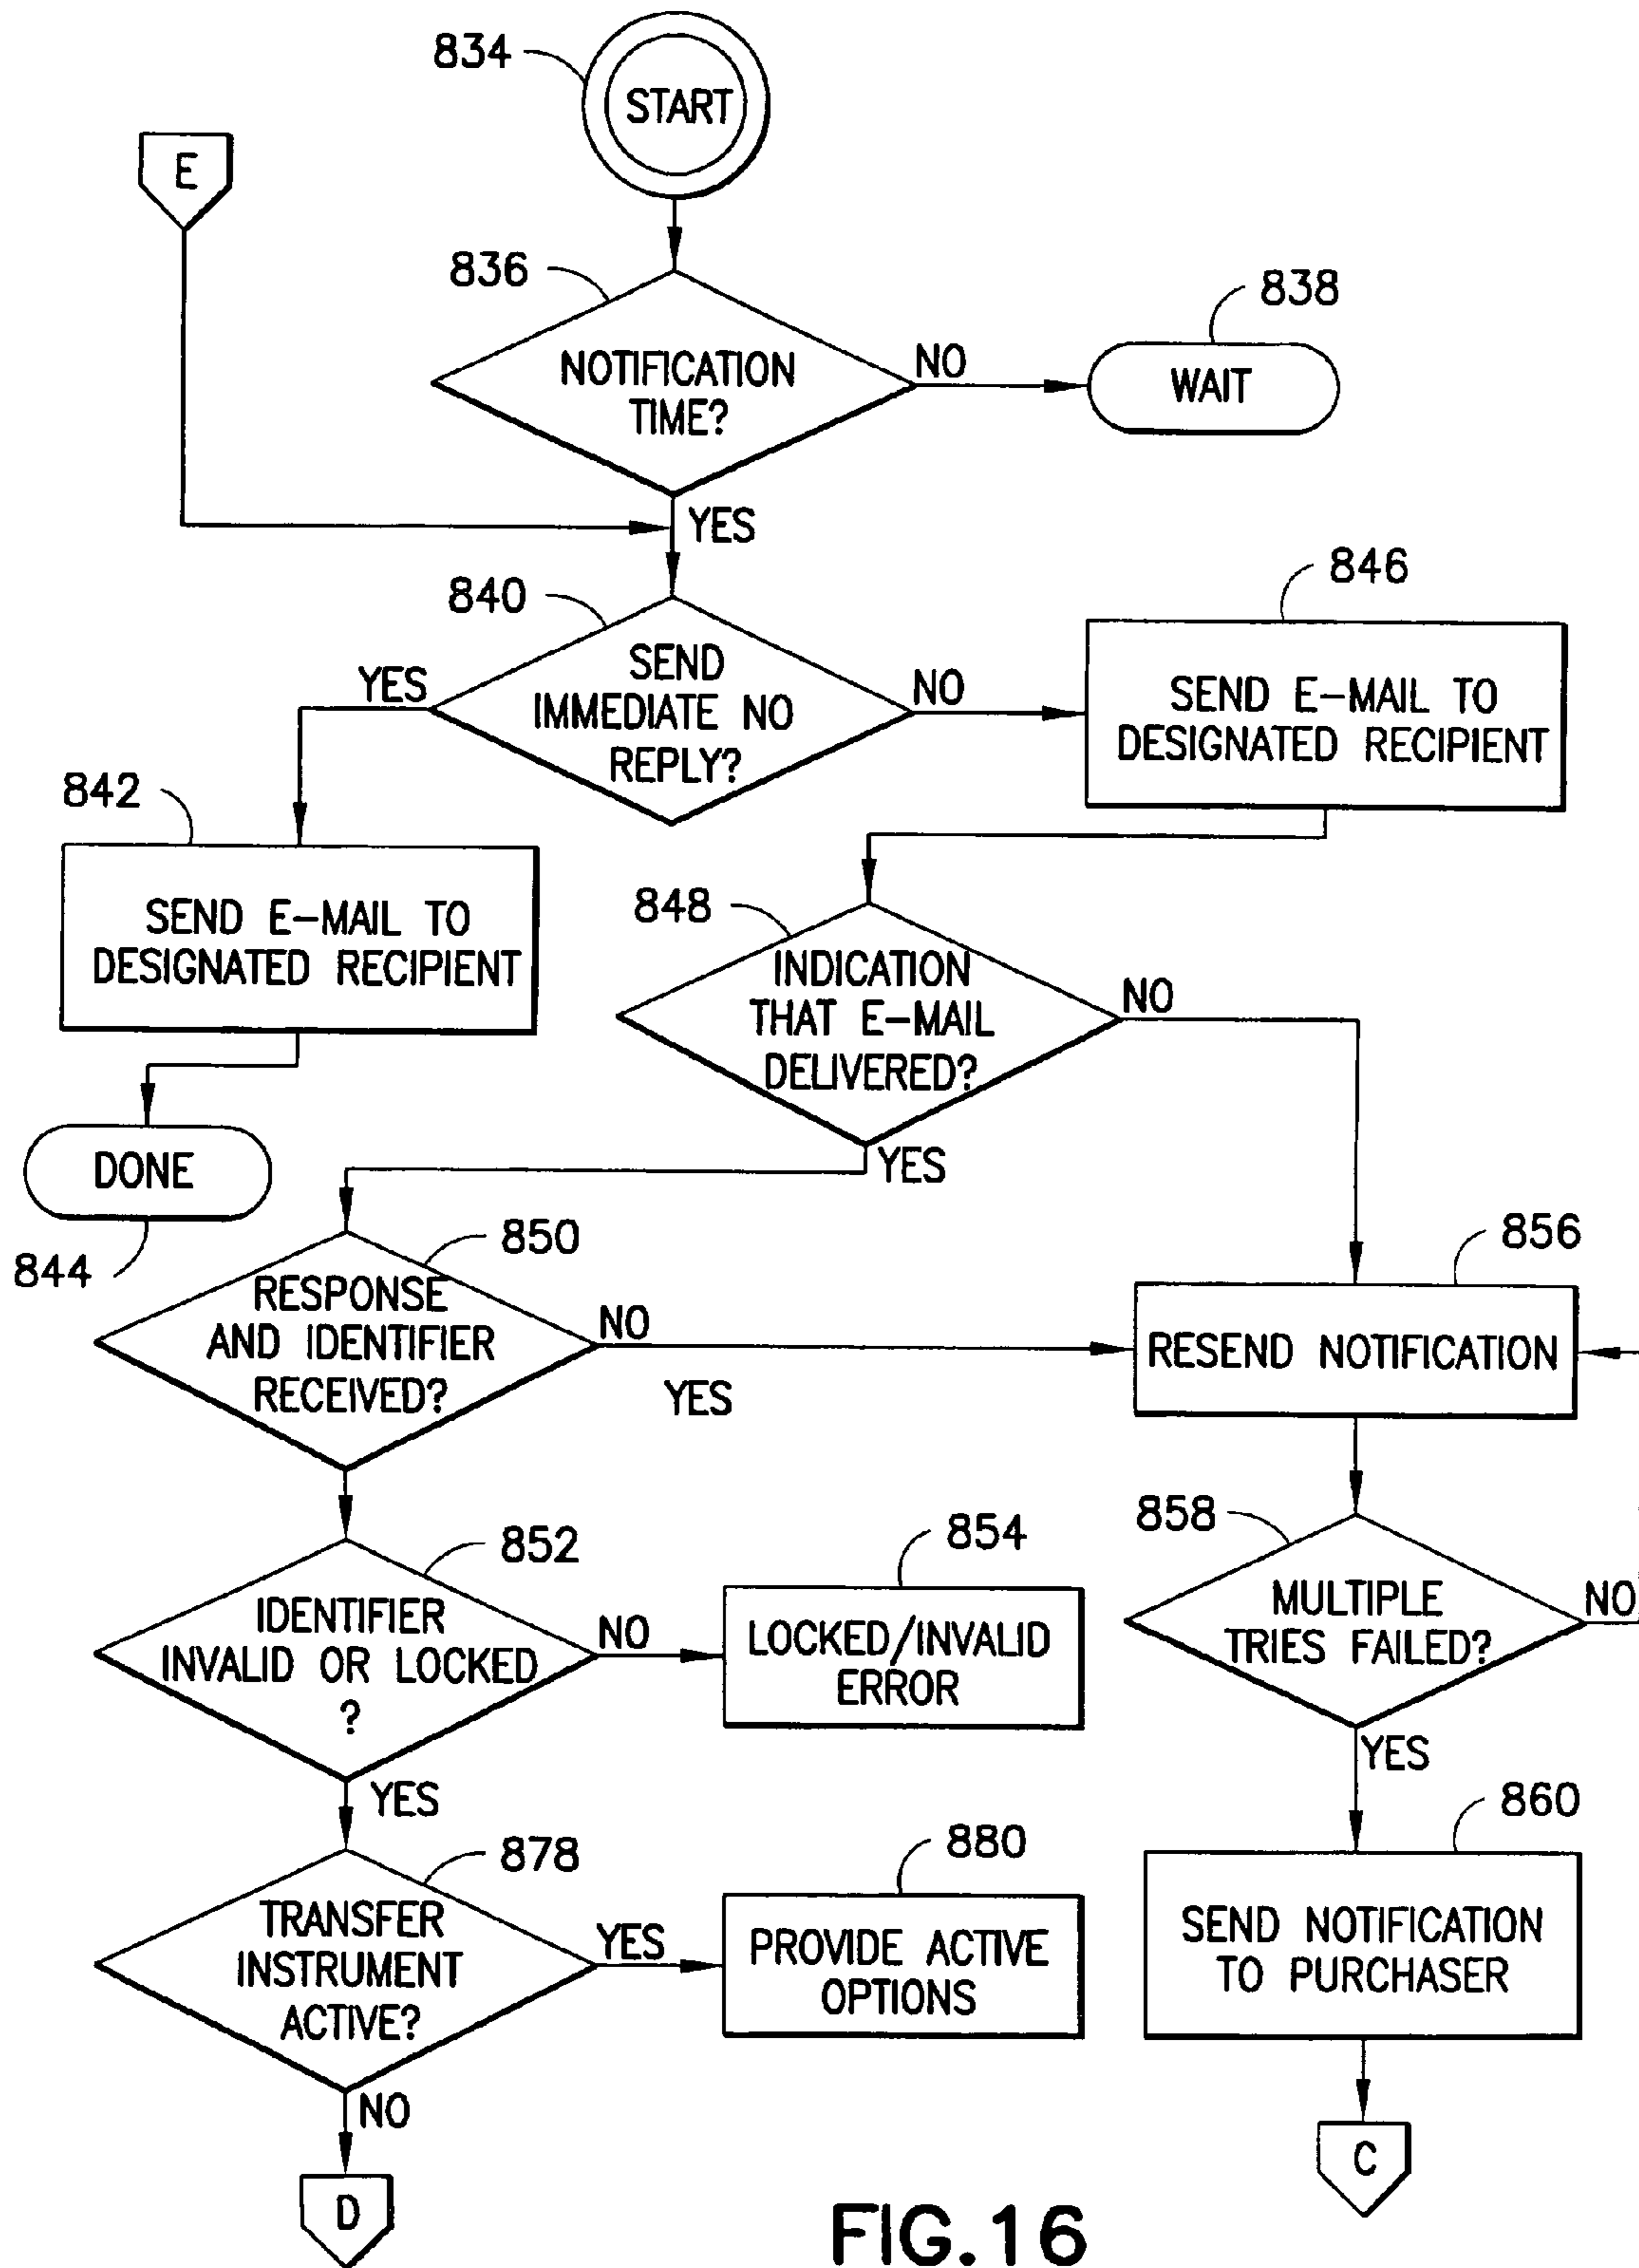 834
START
E
836
NOTIFICATION
TIME?
NO
838
WAIT
YES
840
SEND
IMMEDIATE NO
REPLY?
YES
NO
846
SEND E-MAIL TO
DESIGNATED RECIPIENT
842
SEND E-MAIL TO
DESIGNATED RECIPIENT
848
INDICATION
THAT E-MAIL
DELIVERED?
NO
YES
DONE
844
850
RESPONSE
AND IDENTIFIER
RECEIVED?
NO
YES
856
RESEND NOTIFICATION
852
IDENTIFIER
INVALID OR LOCKED
?
NO
854
LOCKED/INVALID
ERROR
858
MULTIPLE
TRIES FAILED?
NO
YES
YES
860
SEND NOTIFICATION
TO PURCHASER
878
TRANSFER
INSTRUMENT
ACTIVE?
YES
880
PROVIDE ACTIVE
OPTIONS
NO
D
C
FIG.16